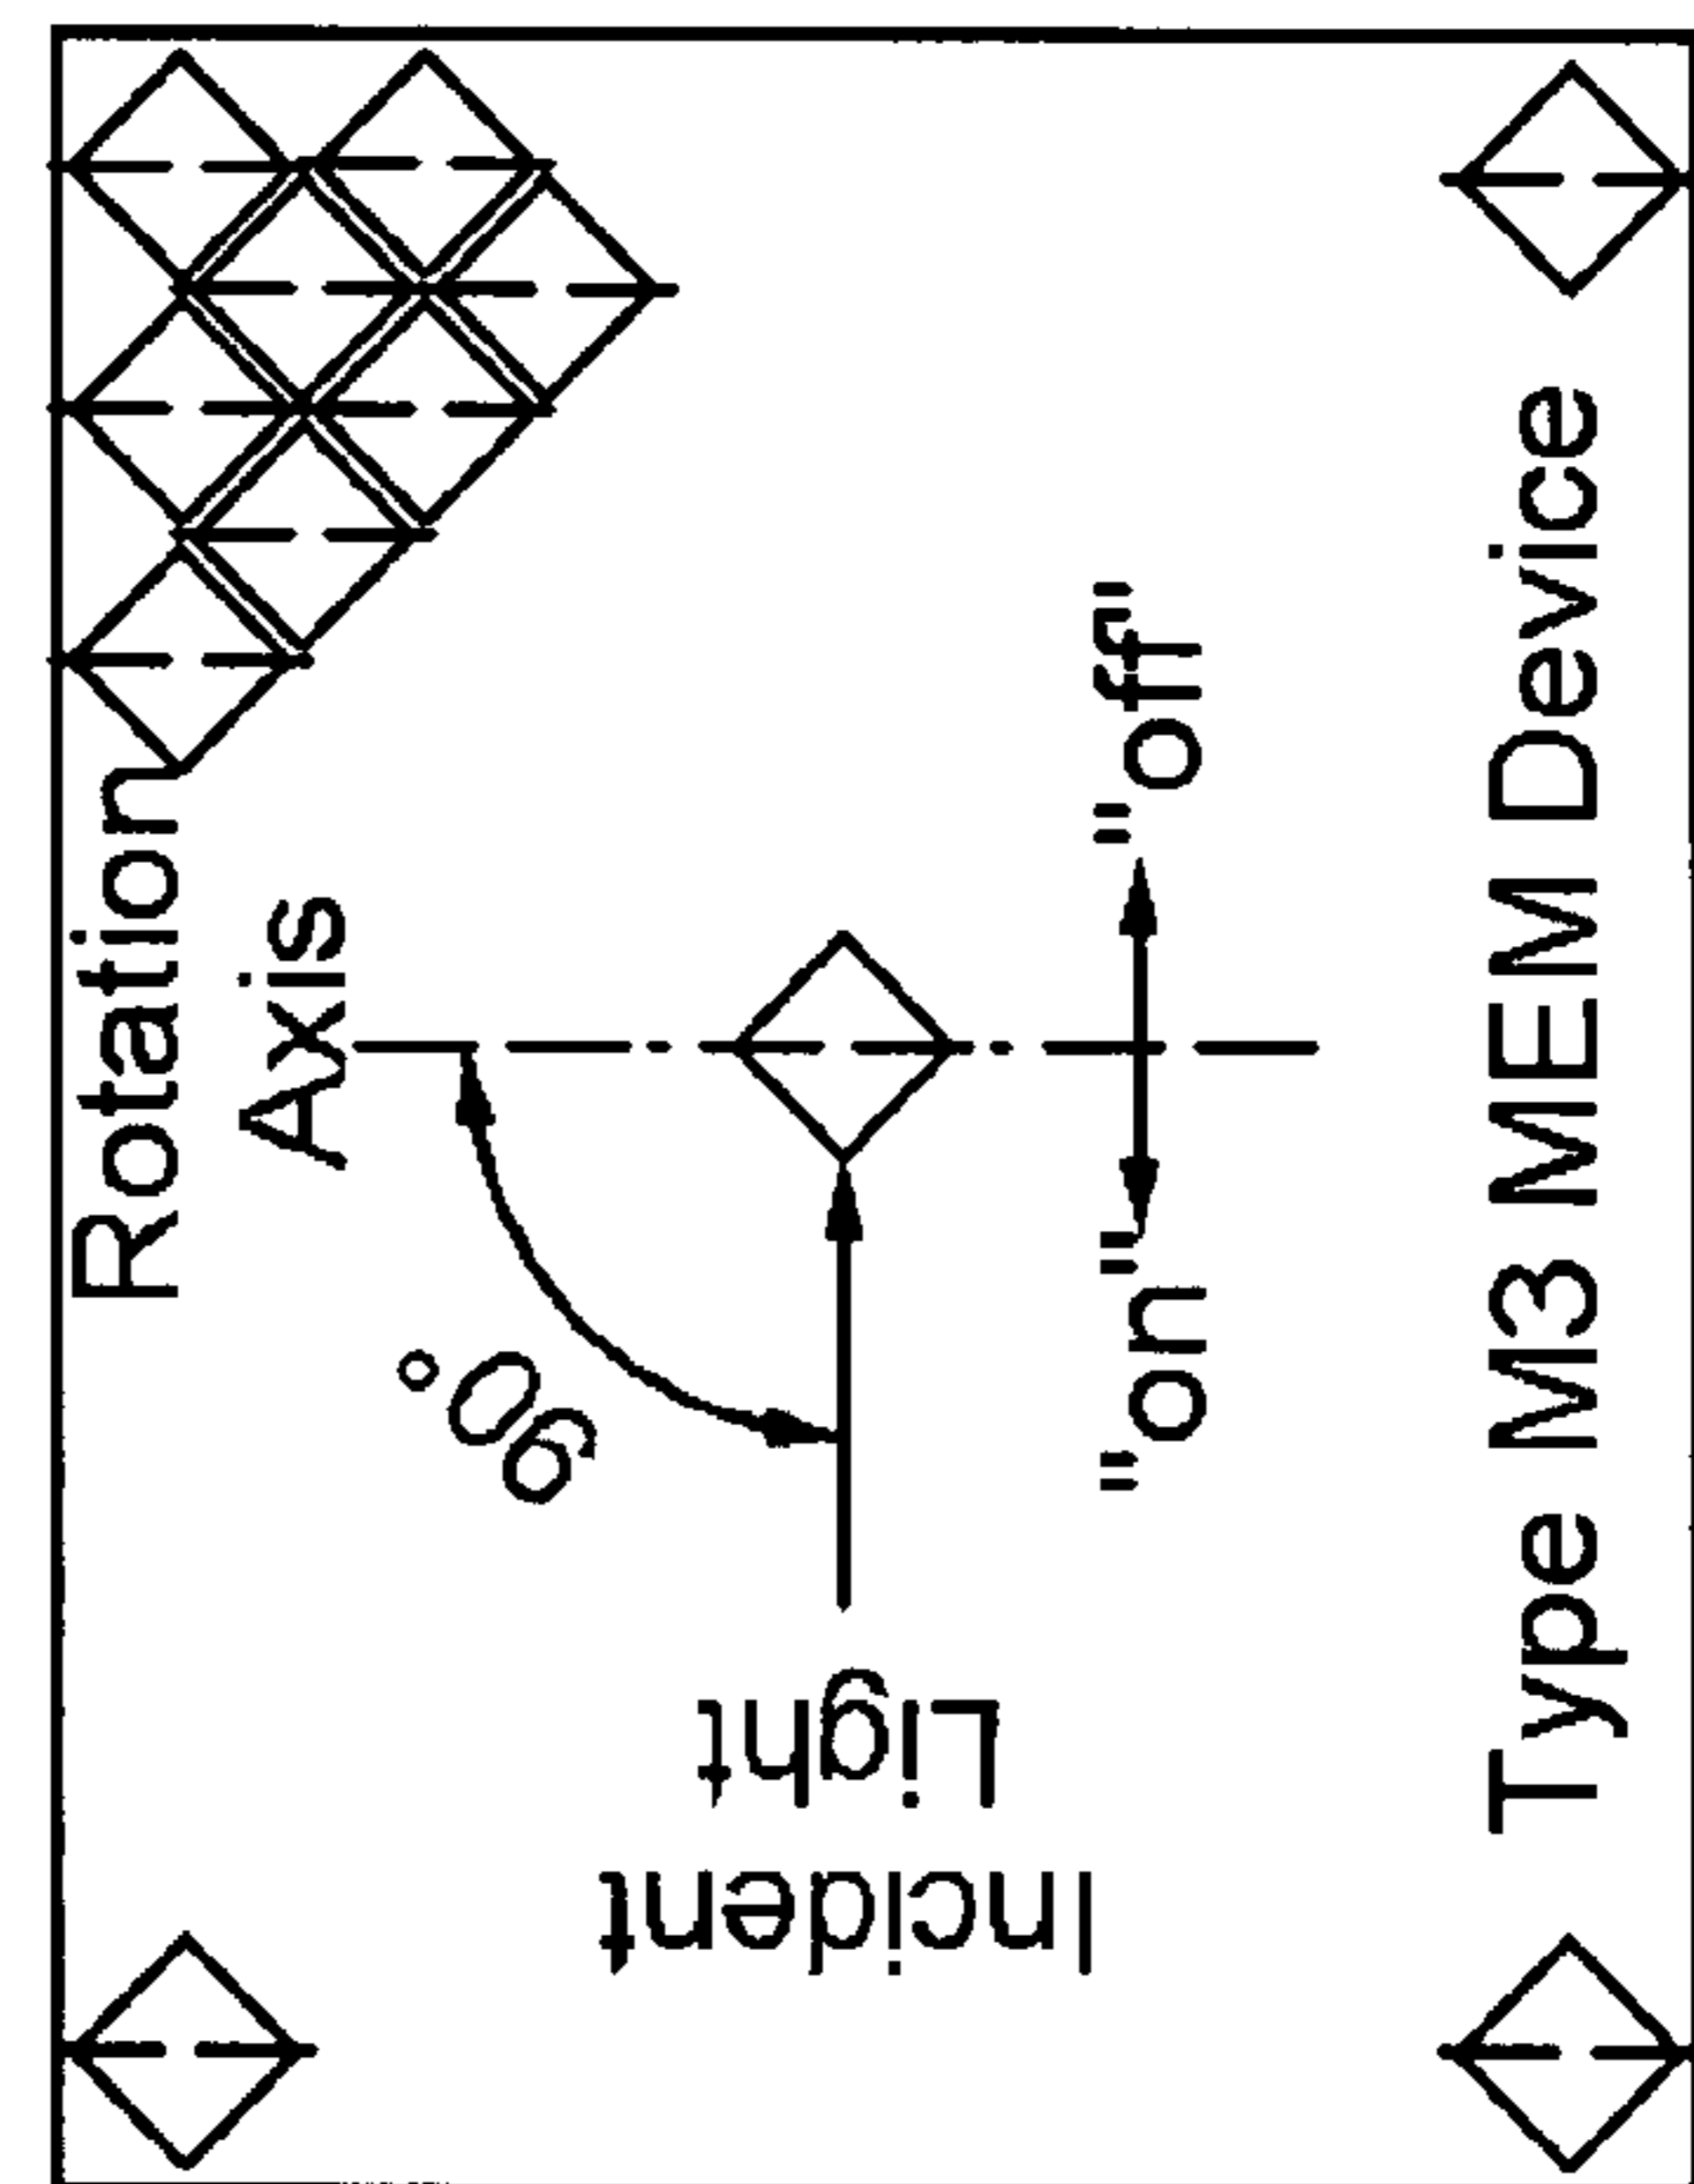 Rotation
Axis
90°
Incident
Light
"on"
"off"
Type M3 MEM Device